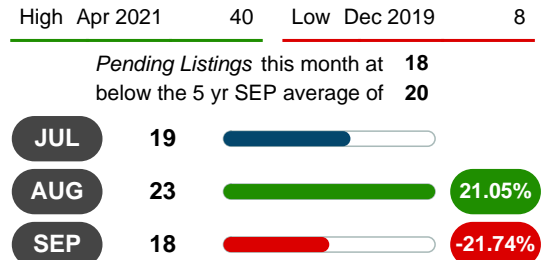 High Apr 2021 40 Low Dec 2019 8
Pending Listings this month at 18
below the 5 yr SEP average of 20
JUL 19
AUG 23 21.05%
SEP 18 -21.74%